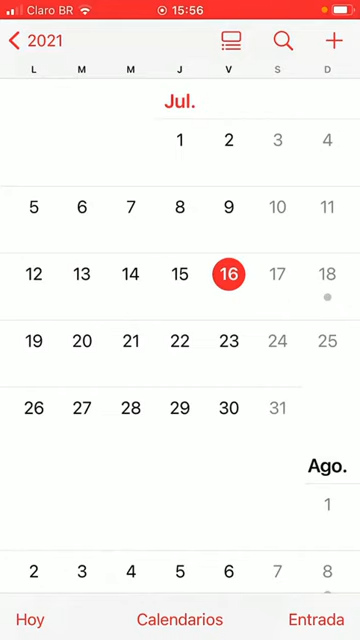 Claro BR 15:56
2021
L M M J V S D
Jul.
1 2 3 4
5 6 7 8 9 10 11
12 13 14 15 16 17 18
19 20 21 22 23 24 25
26 27 28 29 30 31
Ago.
1
2 3 4 5 6 7 8
Hoy Calendarios Entrada